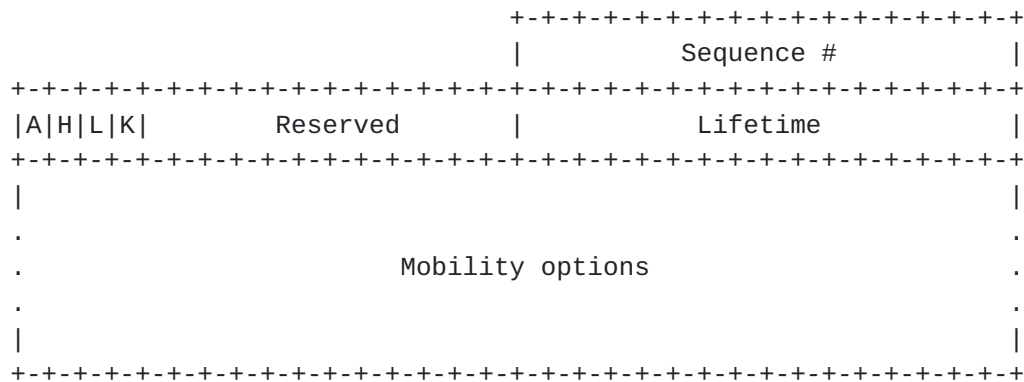 +-+-+-+-+-+-+-+-+-+-+-+-+-+-+-+-+
                                |          Sequence #           |
+-+-+-+-+-+-+-+-+-+-+-+-+-+-+-+-+-+-+-+-+-+-+-+-+-+-+-+-+-+-+-+-+
|A|H|L|K|        Reserved       |           Lifetime            |
+-+-+-+-+-+-+-+-+-+-+-+-+-+-+-+-+-+-+-+-+-+-+-+-+-+-+-+-+-+-+-+-+
|                                                               |
.                                                               .
.                        Mobility options                       .
.                                                               .
|                                                               |
+-+-+-+-+-+-+-+-+-+-+-+-+-+-+-+-+-+-+-+-+-+-+-+-+-+-+-+-+-+-+-+-+